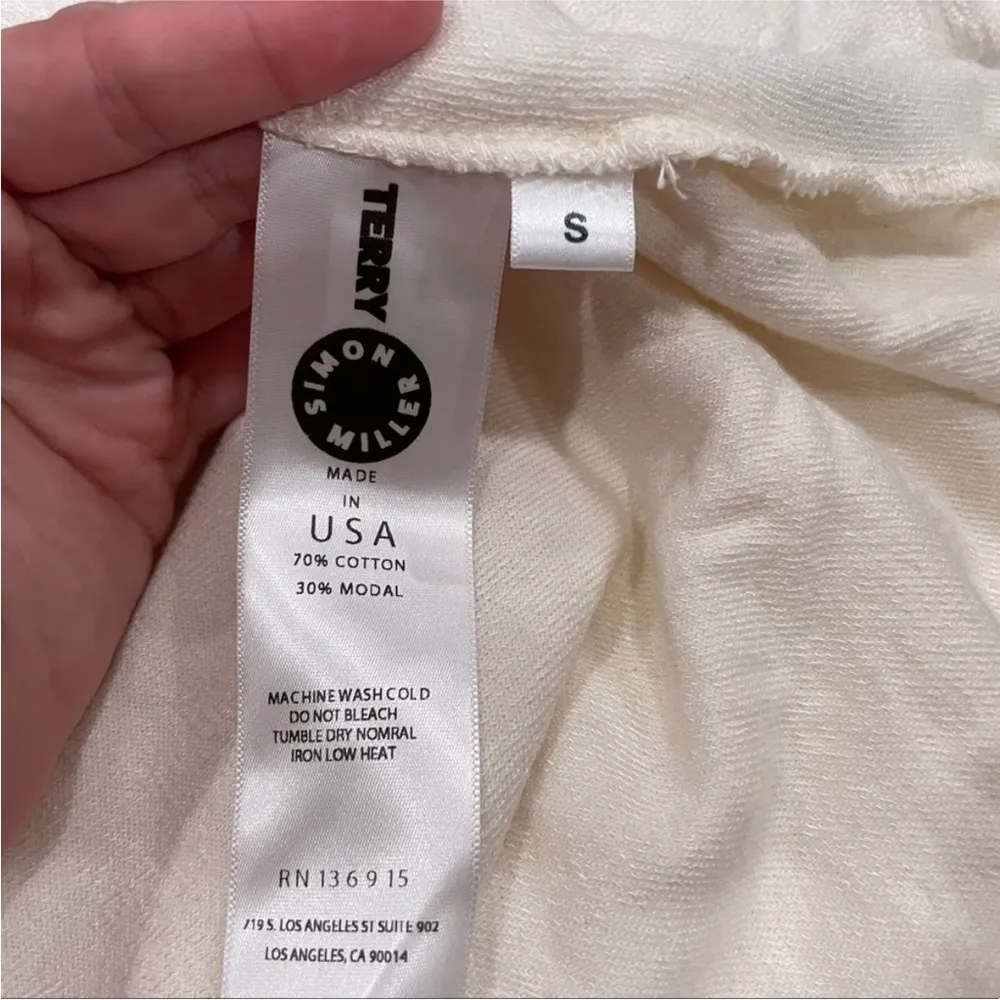 TERRY
SIMON MILLER
MADE
IN
USA
70% COTTON
30% MODAL
MACHINE WASH COLD
DO NOT BLEACH
TUMBLE DRY NOMRAL
IRON LOW HEAT
RN 136915
719 S. LOS ANGELES ST SUITE 902
LOS ANGELES, CA 90014
S